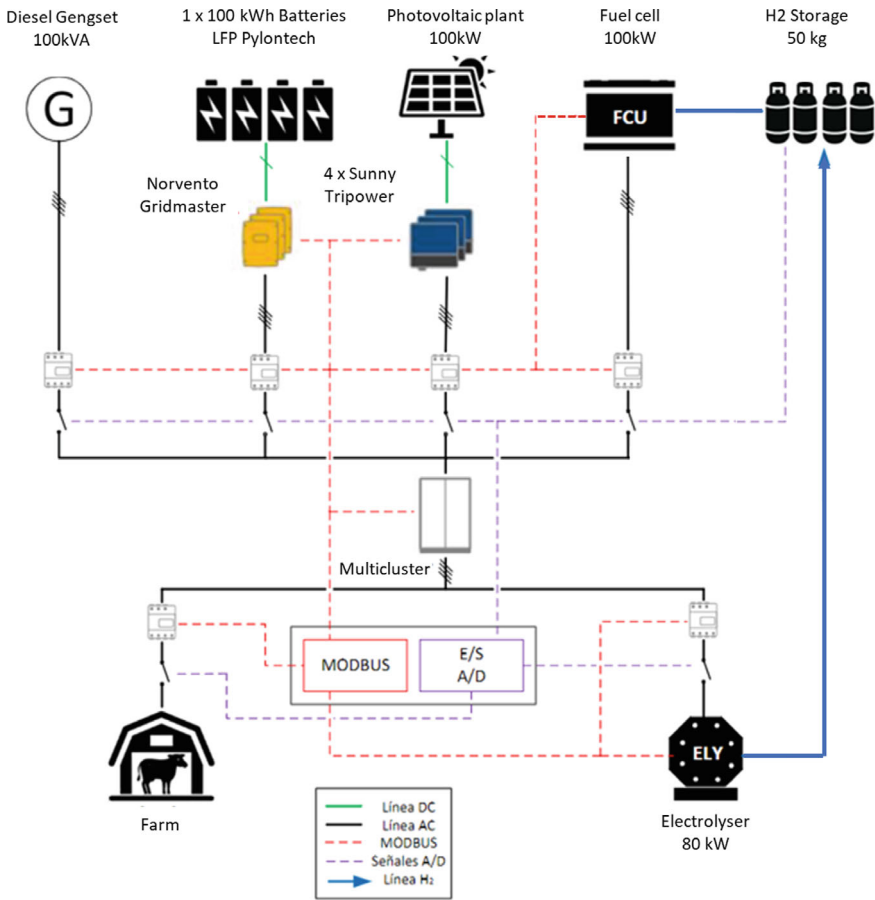 Diesel Gengset
100kVA
1 x 100 kWh Batteries
LFP Pylontech
Photovoltaic plant
100kW
Fuel cell
100kW
H2 Storage
50 kg
G
FCU
Norvento
Gridmaster
4 x Sunny
Tripower
Multicluster
MODBUS
E/S
A/D
ELY
Farm
Electrolyser
80 kW
Línea DC
Línea AC
MODBUS
Señales A/D
Línea H₂